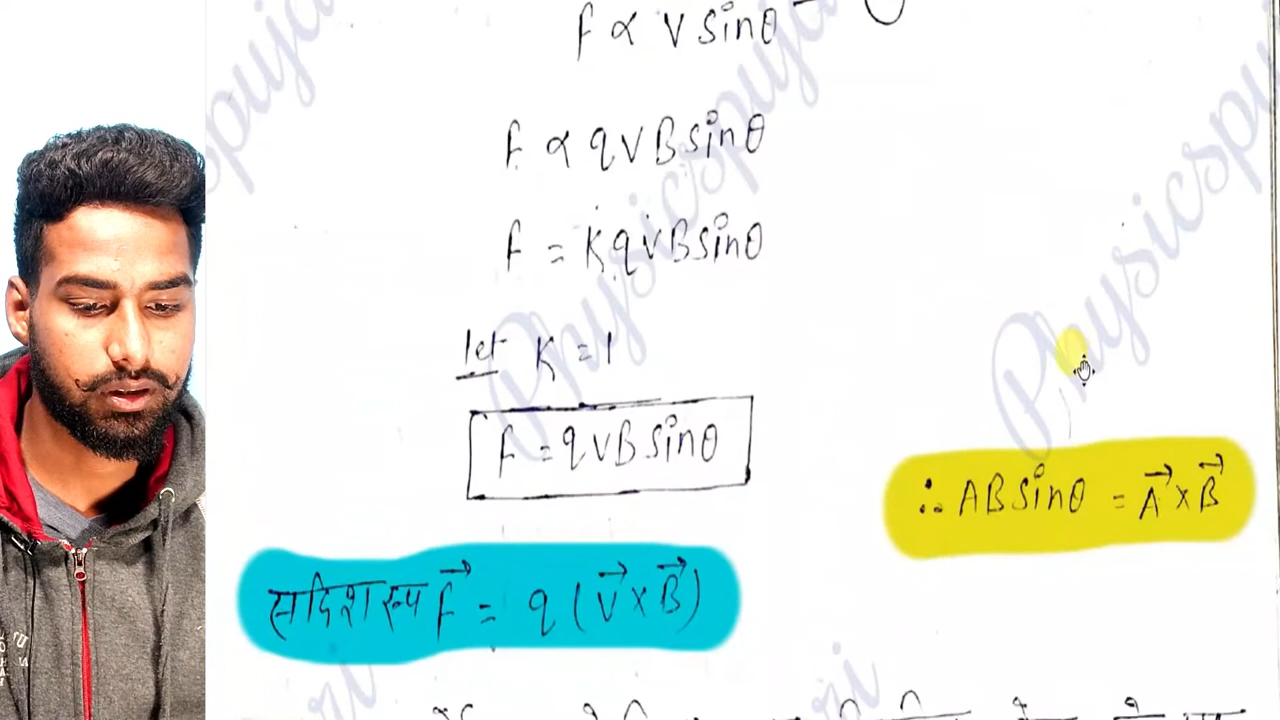 F ∝ V sinθ
F ∝ qVB sinθ
F = KqVB sinθ
let K = 1
F = qVB sinθ
∴ AB sinθ = A⃗ × B⃗
सदिश रूप F⃗ = q (V⃗ × B⃗)